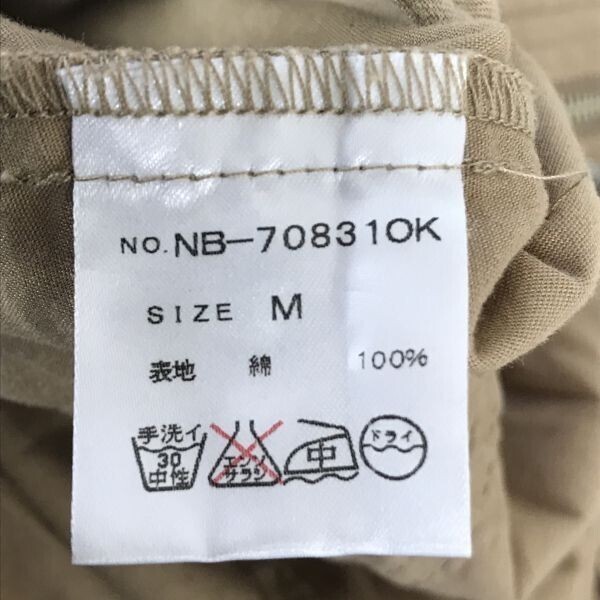 NO. NB-708310K
SIZE M
表地 綿 100%
手洗イ
30
中性
エンソ
サラシ
中
ドライ